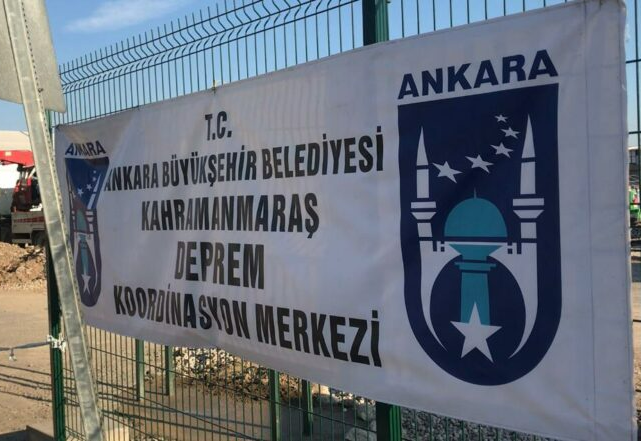 ANKARA
T.C.
ANKARA BÜYÜKŞEHİR BELEDİYESİ
KAHRAMANMARAŞ
DEPREM
KOORDİNASYON MERKEZİ
ANKARA